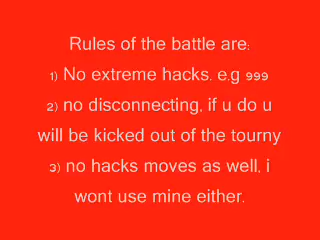 Rules of the battle are:
1) No extreme hacks. e.g 999
2) no disconnecting, if u do u
will be kicked out of the tourny
3) no hacks moves as well, i
wont use mine either.